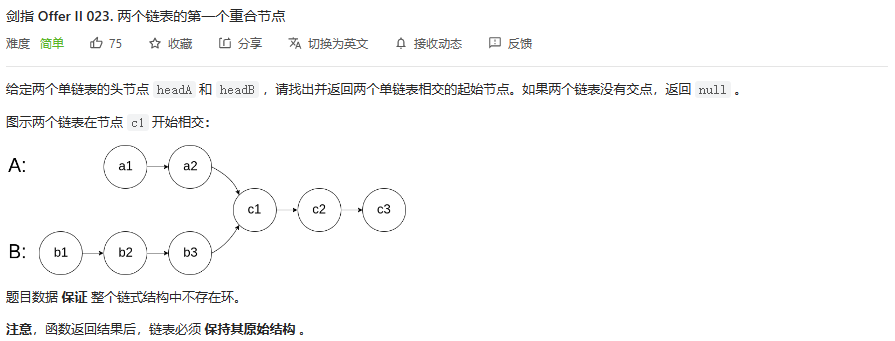 剑指 Offer II 023. 两个链表的第一个重合节点
难度 简单 75 收藏 分享 切换为英文 接收动态 反馈
给定两个单链表的头节点 headA 和 headB ，请找出并返回两个单链表相交的起始节点。如果两个链表没有交点，返回 null 。
图示两个链表在节点 c1 开始相交：
A: a1 a2
c1 c2 c3
B: b1 b2 b3
题目数据 保证 整个链式结构中不存在环。
注意，函数返回结果后，链表必须 保持其原始结构 。